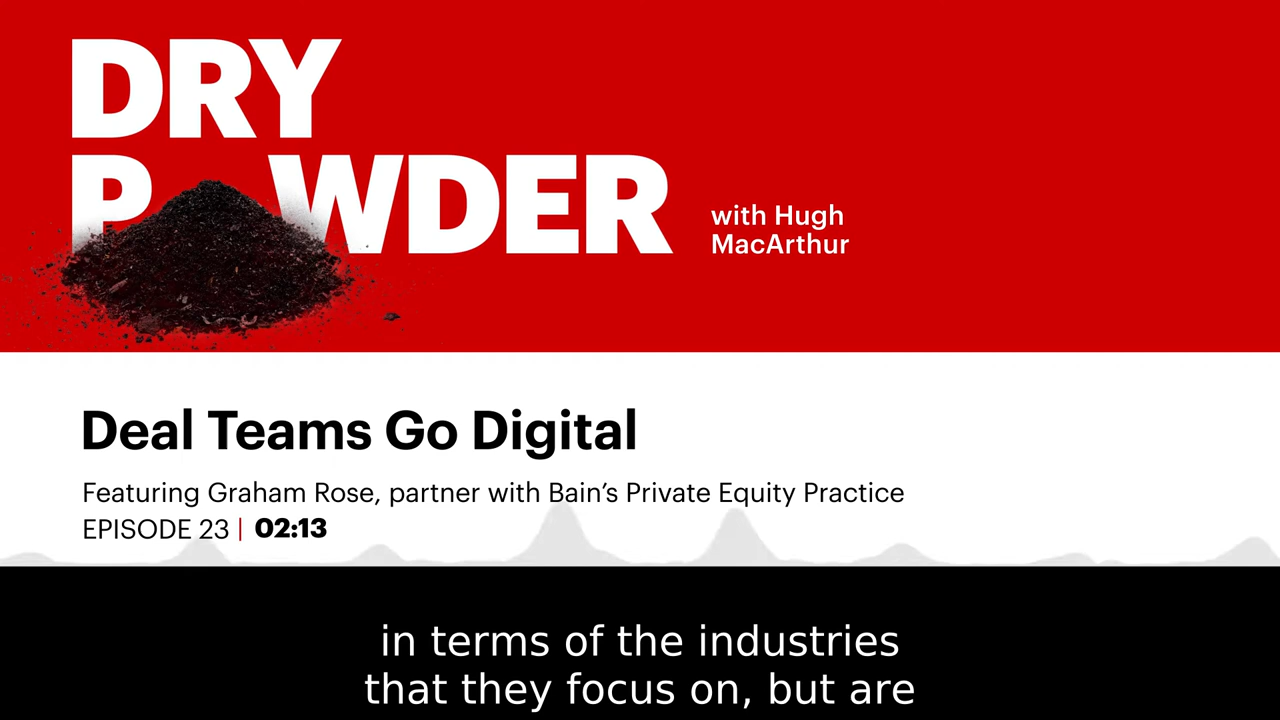 DRY
P WDER
with Hugh
MacArthur
Deal Teams Go Digital
Featuring Graham Rose, partner with Bain’s Private Equity Practice
EPISODE 23 | 02:13
in terms of the industries
that they focus on, but are